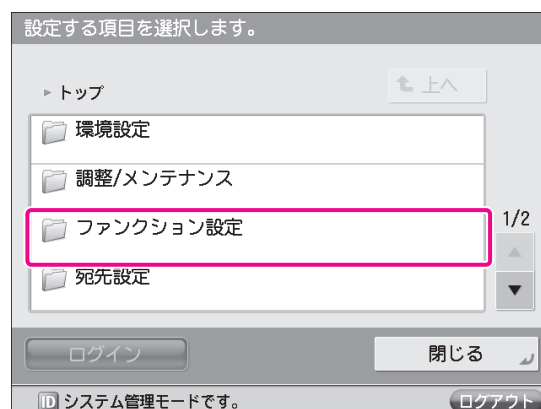 設定する項目を選択します。
▶ トップ
上へ
環境設定
調整/メンテナンス
ファンクション設定
1/2
宛先設定
ログイン
閉じる
ID システム管理モードです。
ログアウト